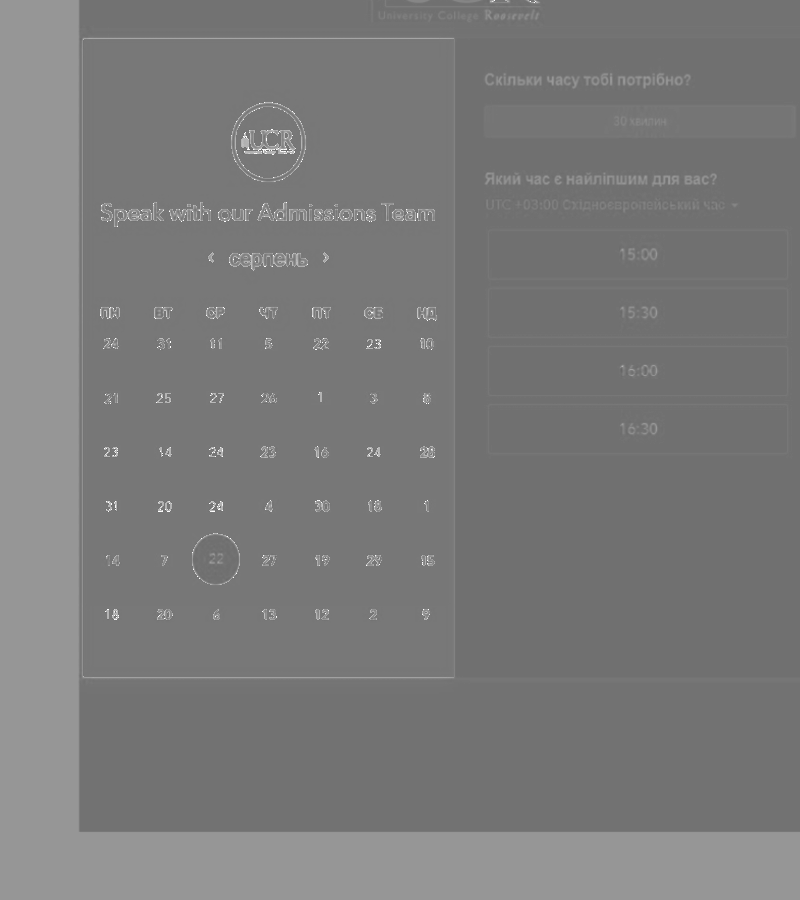 University College Roosevelt
UCR
Speak with our Admissions Team
‹ серпень ›
ПН ВТ СР ЧТ ПТ СБ НД
24 31 11 5 22 23 10
21 25 27 26 1 3 8
23 14 24 23 16 24 28
31 20 24 4 30 18 1
14 7 22 27 19 29 15
18 20 6 13 12 2 9
Скільки часу тобі потрібно?
30 хвилин
Який час є найліпшим для вас?
UTC +03:00 Східноєвропейський час
15:00
15:30
16:00
16:30